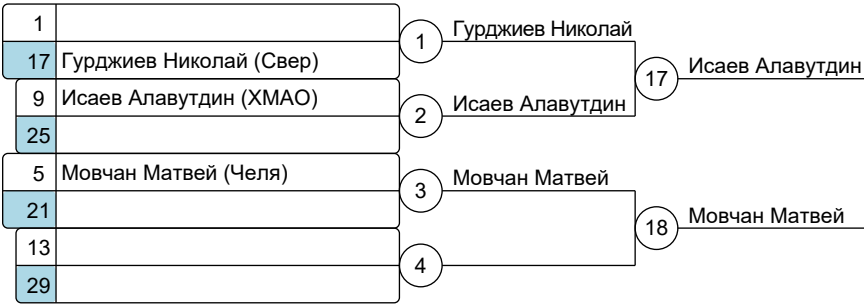 1
17 Гурджиев Николай (Свер)
1
Гурджиев Николай
9 Исаев Алавутдин (ХМАО)
25
2
Исаев Алавутдин
17
Исаев Алавутдин
5 Мовчан Матвей (Челя)
21
3
Мовчан Матвей
13
29
4
18
Мовчан Матвей